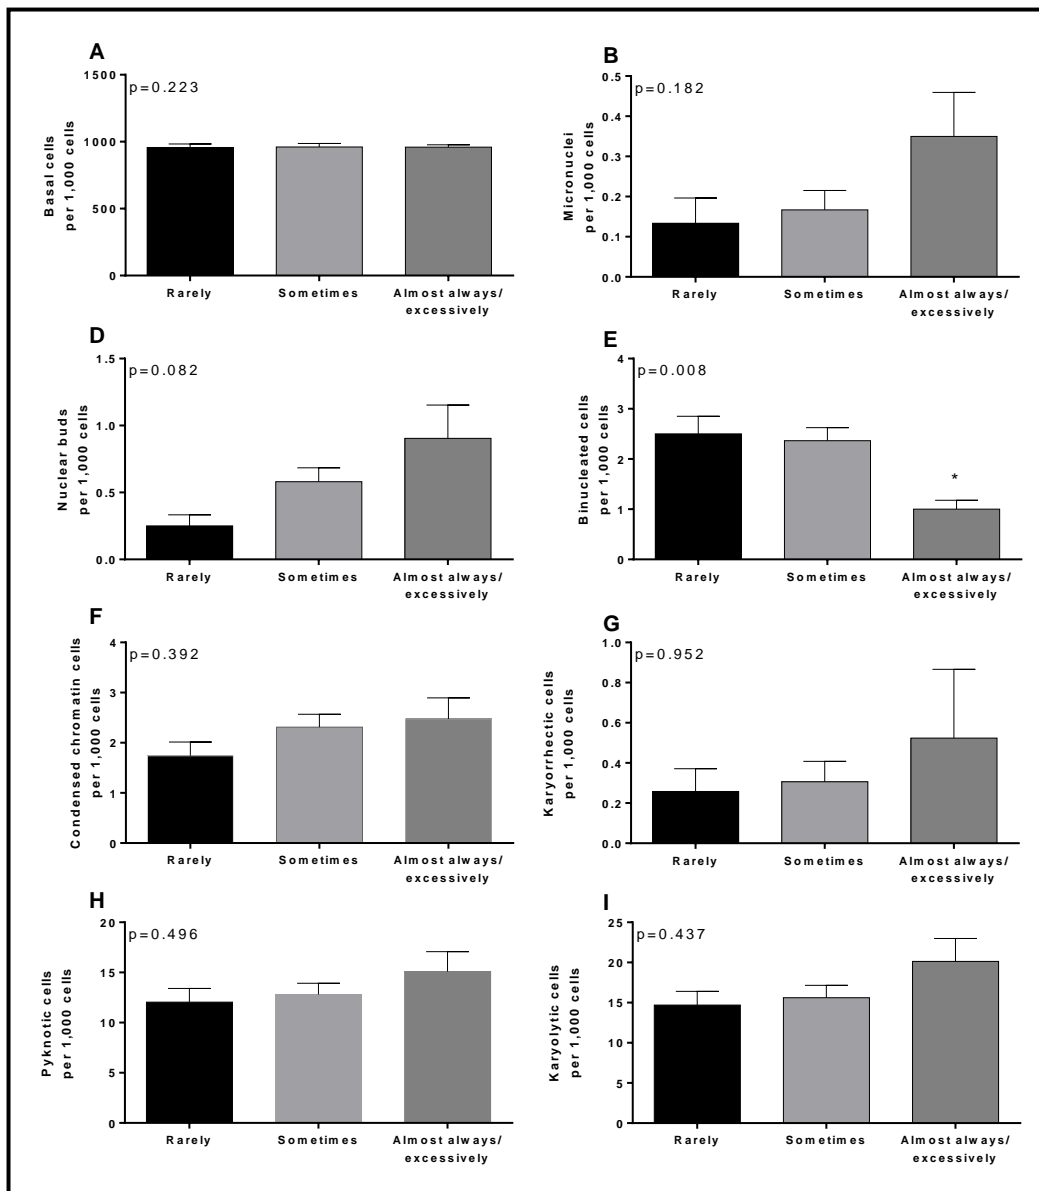 A
p=0.223
Basal cells
per 1,000 cells
1500
1000
500
0
Rarely
Sometimes
Almost always/
excessively
B
p=0.182
Micronuclei
per 1,000 cells
0.5
0.4
0.3
0.2
0.1
0.0
Rarely
Sometimes
Almost always/
excessively
D
p=0.082
Nuclear buds
per 1,000 cells
1.5
1.0
0.5
0.0
Rarely
Sometimes
Almost always/
excessively
E
p=0.008
Binucleated cells
per 1,000 cells
4
3
2
1
0
*
Rarely
Sometimes
Almost always/
excessively
F
p=0.392
Condensed chromatin cells
per 1,000 cells
4
3
2
1
0
Rarely
Sometimes
Almost always/
excessively
G
p=0.952
Karyorrhectic cells
per 1,000 cells
1.0
0.8
0.6
0.4
0.2
0.0
Rarely
Sometimes
Almost always/
excessively
H
p=0.496
Pyknotic cells
per 1,000 cells
20
15
10
5
0
Rarely
Sometimes
Almost always/
excessively
I
p=0.437
Karyolytic cells
per 1,000 cells
25
20
15
10
5
0
Rarely
Sometimes
Almost always/
excessively